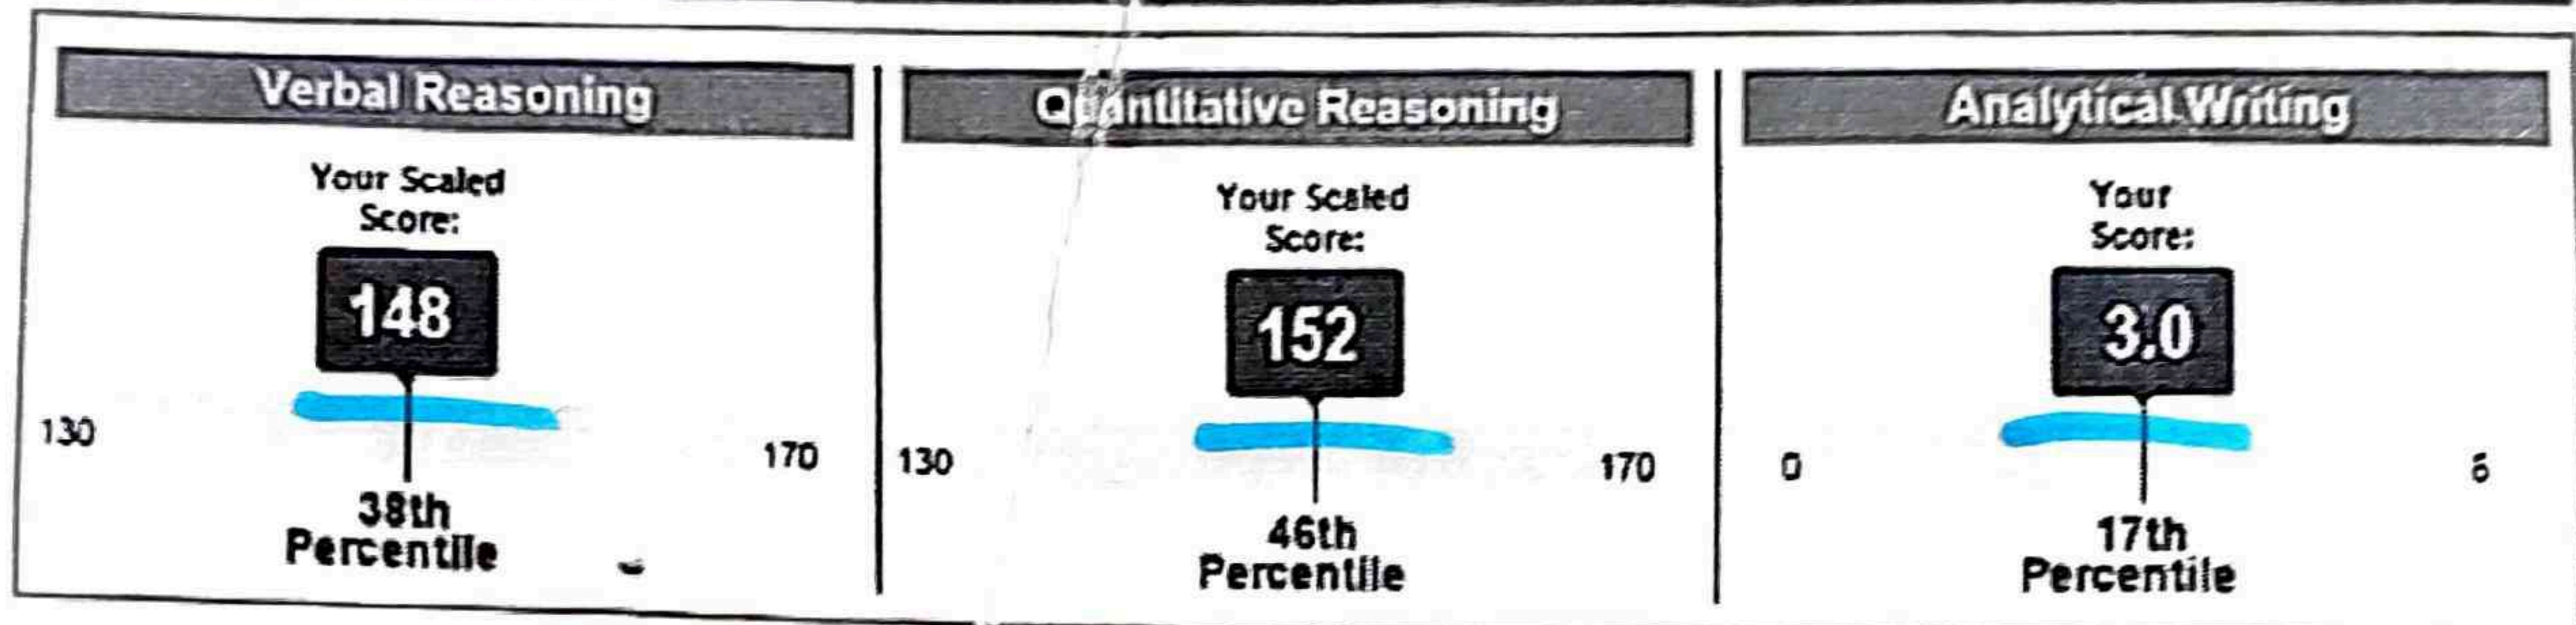 Verbal Reasoning
Your Scaled
Score:
148
130
170
38th
Percentile
Quantitative Reasoning
Your Scaled
Score:
152
130
170
46th
Percentile
Analytical Writing
Your
Score:
3.0
0
6
17th
Percentile